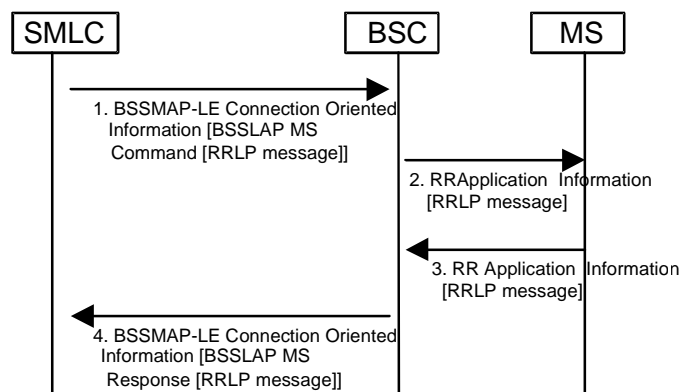 SMLC
BSC
MS
1. BSSMAP-LE Connection Oriented
Information [BSSLAP MS
Command [RRLP message]]
2. RRApplication Information
[RRLP message]
3. RR Application Information
[RRLP message]
4. BSSMAP-LE Connection Oriented
Information [BSSLAP MS
Response [RRLP message]]